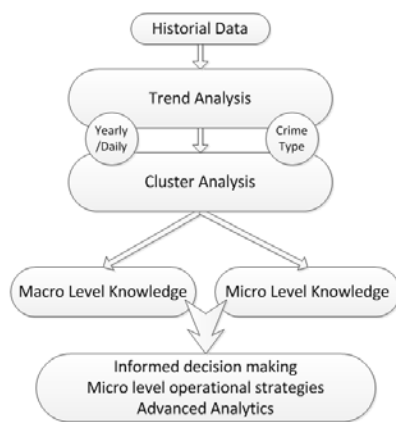 Historial Data
Trend Analysis
Yearly
/Daily
Crime
Type
Cluster Analysis
Macro Level Knowledge
Micro Level Knowledge
Informed decision making
Micro level operational strategies
Advanced Analytics